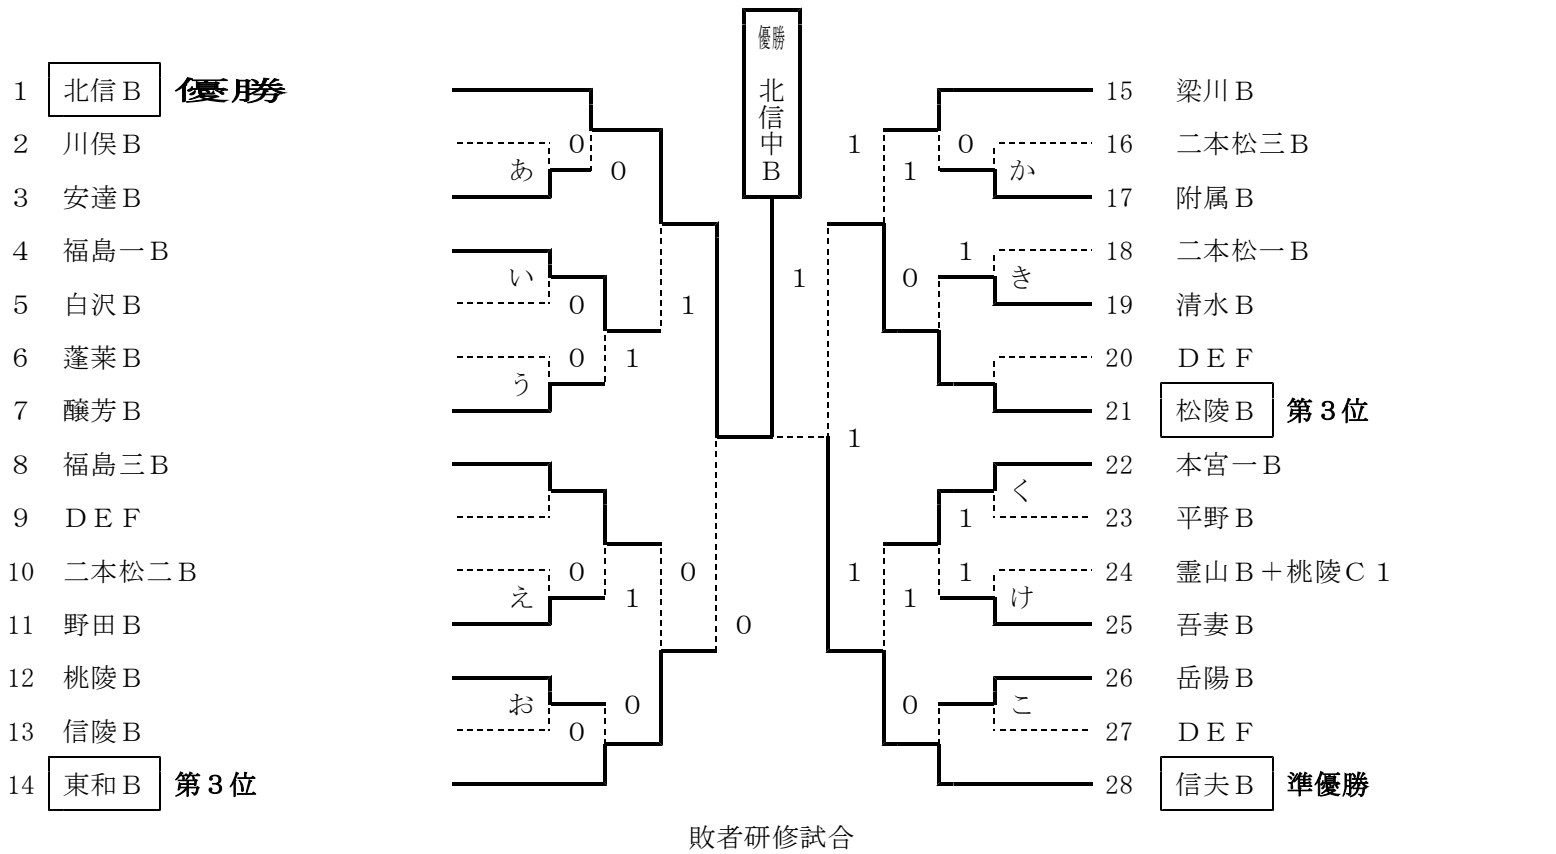 優勝
北信中Ｂ
1 北信Ｂ 優勝
2 川俣Ｂ
0
あ
0
3 安達Ｂ
4 福島一Ｂ
い
5 白沢Ｂ
0
1
6 蓬莱Ｂ
0
1
う
7 醸芳Ｂ
8 福島三Ｂ
9 ＤＥＦ
10 二本松二Ｂ
0
0
え
1
11 野田Ｂ
0
12 桃陵Ｂ
お
0
13 信陵Ｂ
0
14 東和Ｂ 第３位
1
15 梁川Ｂ
1
0
16 二本松三Ｂ
1
か
17 附属Ｂ
1
18 二本松一Ｂ
0
き
19 清水Ｂ
20 ＤＥＦ
21 松陵Ｂ 第３位
1
22 本宮一Ｂ
く
1
23 平野Ｂ
1
1
24 霊山Ｂ＋桃陵Ｃ１
1
け
25 吾妻Ｂ
26 岳陽Ｂ
0
こ
27 ＤＥＦ
28 信夫Ｂ 準優勝
敗者研修試合